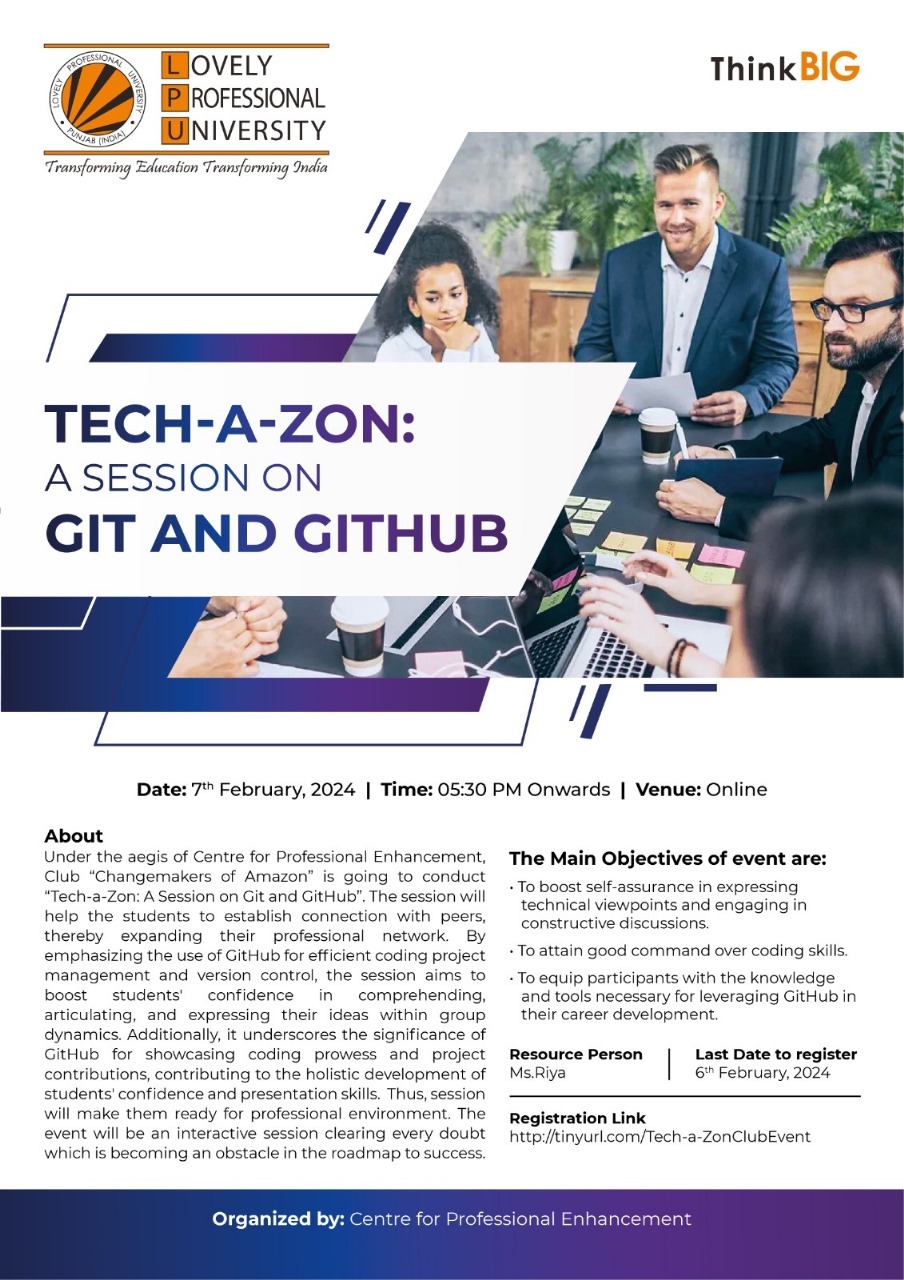 LOVELY
PROFESSIONAL
UNIVERSITY
LOVELY PROFESSIONAL UNIVERSITY
PUNJAB (INDIA)
Transforming Education Transforming India
ThinkBIG
TECH-A-ZON:
A SESSION ON
GIT AND GITHUB
Date: 7th February, 2024 | Time: 05:30 PM Onwards | Venue: Online
About
Under the aegis of Centre for Professional Enhancement,
Club “Changemakers of Amazon” is going to conduct
“Tech-a-Zon: A Session on Git and GitHub”. The session will
help the students to establish connection with peers,
thereby expanding their professional network. By
emphasizing the use of GitHub for efficient coding project
management and version control, the session aims to
boost students' confidence in comprehending,
articulating, and expressing their ideas within group
dynamics. Additionally, it underscores the significance of
GitHub for showcasing coding prowess and project
contributions, contributing to the holistic development of
students' confidence and presentation skills. Thus, session
will make them ready for professional environment. The
event will be an interactive session clearing every doubt
which is becoming an obstacle in the roadmap to success.
The Main Objectives of event are:
• To boost self-assurance in expressing
technical viewpoints and engaging in
constructive discussions.
• To attain good command over coding skills.
• To equip participants with the knowledge
and tools necessary for leveraging GitHub in
their career development.
Resource Person
Ms.Riya
Last Date to register
6th February, 2024
Registration Link
http://tinyurl.com/Tech-a-ZonClubEvent
Organized by: Centre for Professional Enhancement